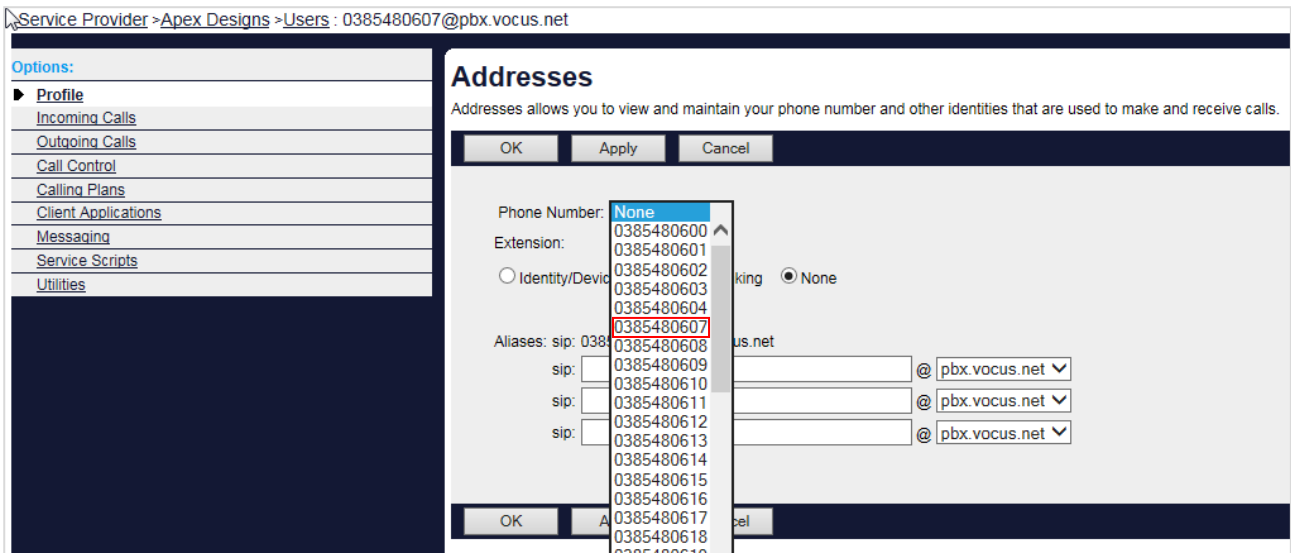 Service Provider >Apex Designs >Users : 0385480607@pbx.vocus.net
Options:
Profile
Incoming Calls
Outgoing Calls
Call Control
Calling Plans
Client Applications
Messaging
Service Scripts
Utilities
Addresses
Addresses allows you to view and maintain your phone number and other identities that are used to make and receive calls.
OK Apply Cancel
Phone Number: None
0385480600
0385480601
Extension:
0385480602
Identity/Devic king None
0385480603
0385480604
0385480607
Aliases: sip: 038 us.net
0385480608
0385480609
sip: @ pbx.vocus.net
0385480610
0385480611
sip: @ pbx.vocus.net
0385480612
0385480613
sip: @ pbx.vocus.net
0385480614
0385480615
0385480616
0385480617
OK A cel
0385480618